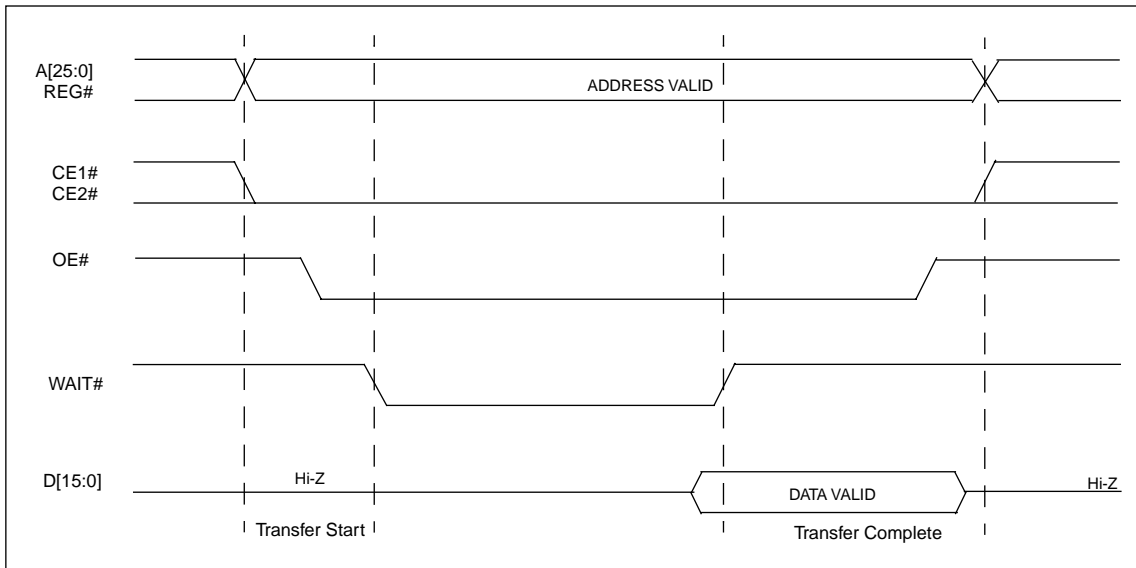 A[25:0]
REG#
ADDRESS VALID
CE1#
CE2#
OE#
WAIT#
D[15:0]
Hi-Z
DATA VALID
Hi-Z
Transfer Start
Transfer Complete